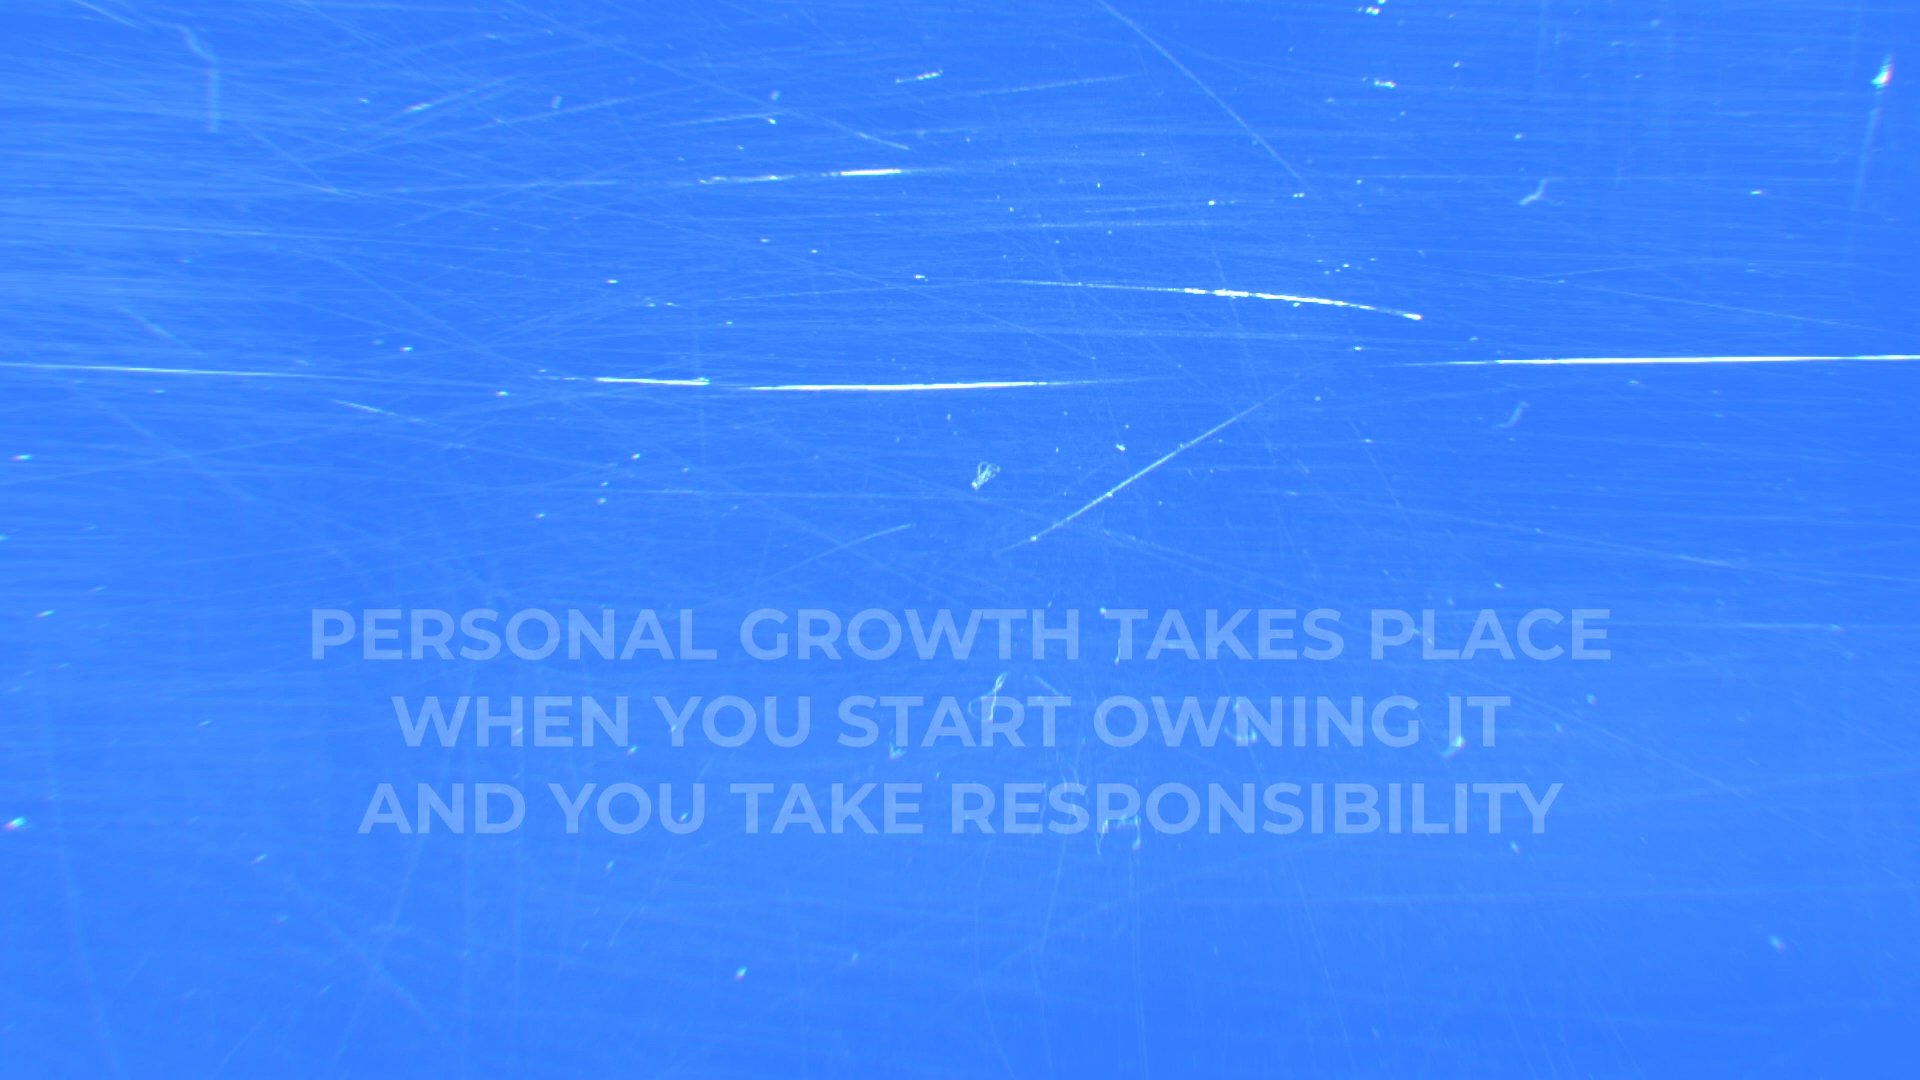 PERSONAL GROWTH TAKES PLACE
WHEN YOU START OWNING IT
AND YOU TAKE RESPONSIBILITY